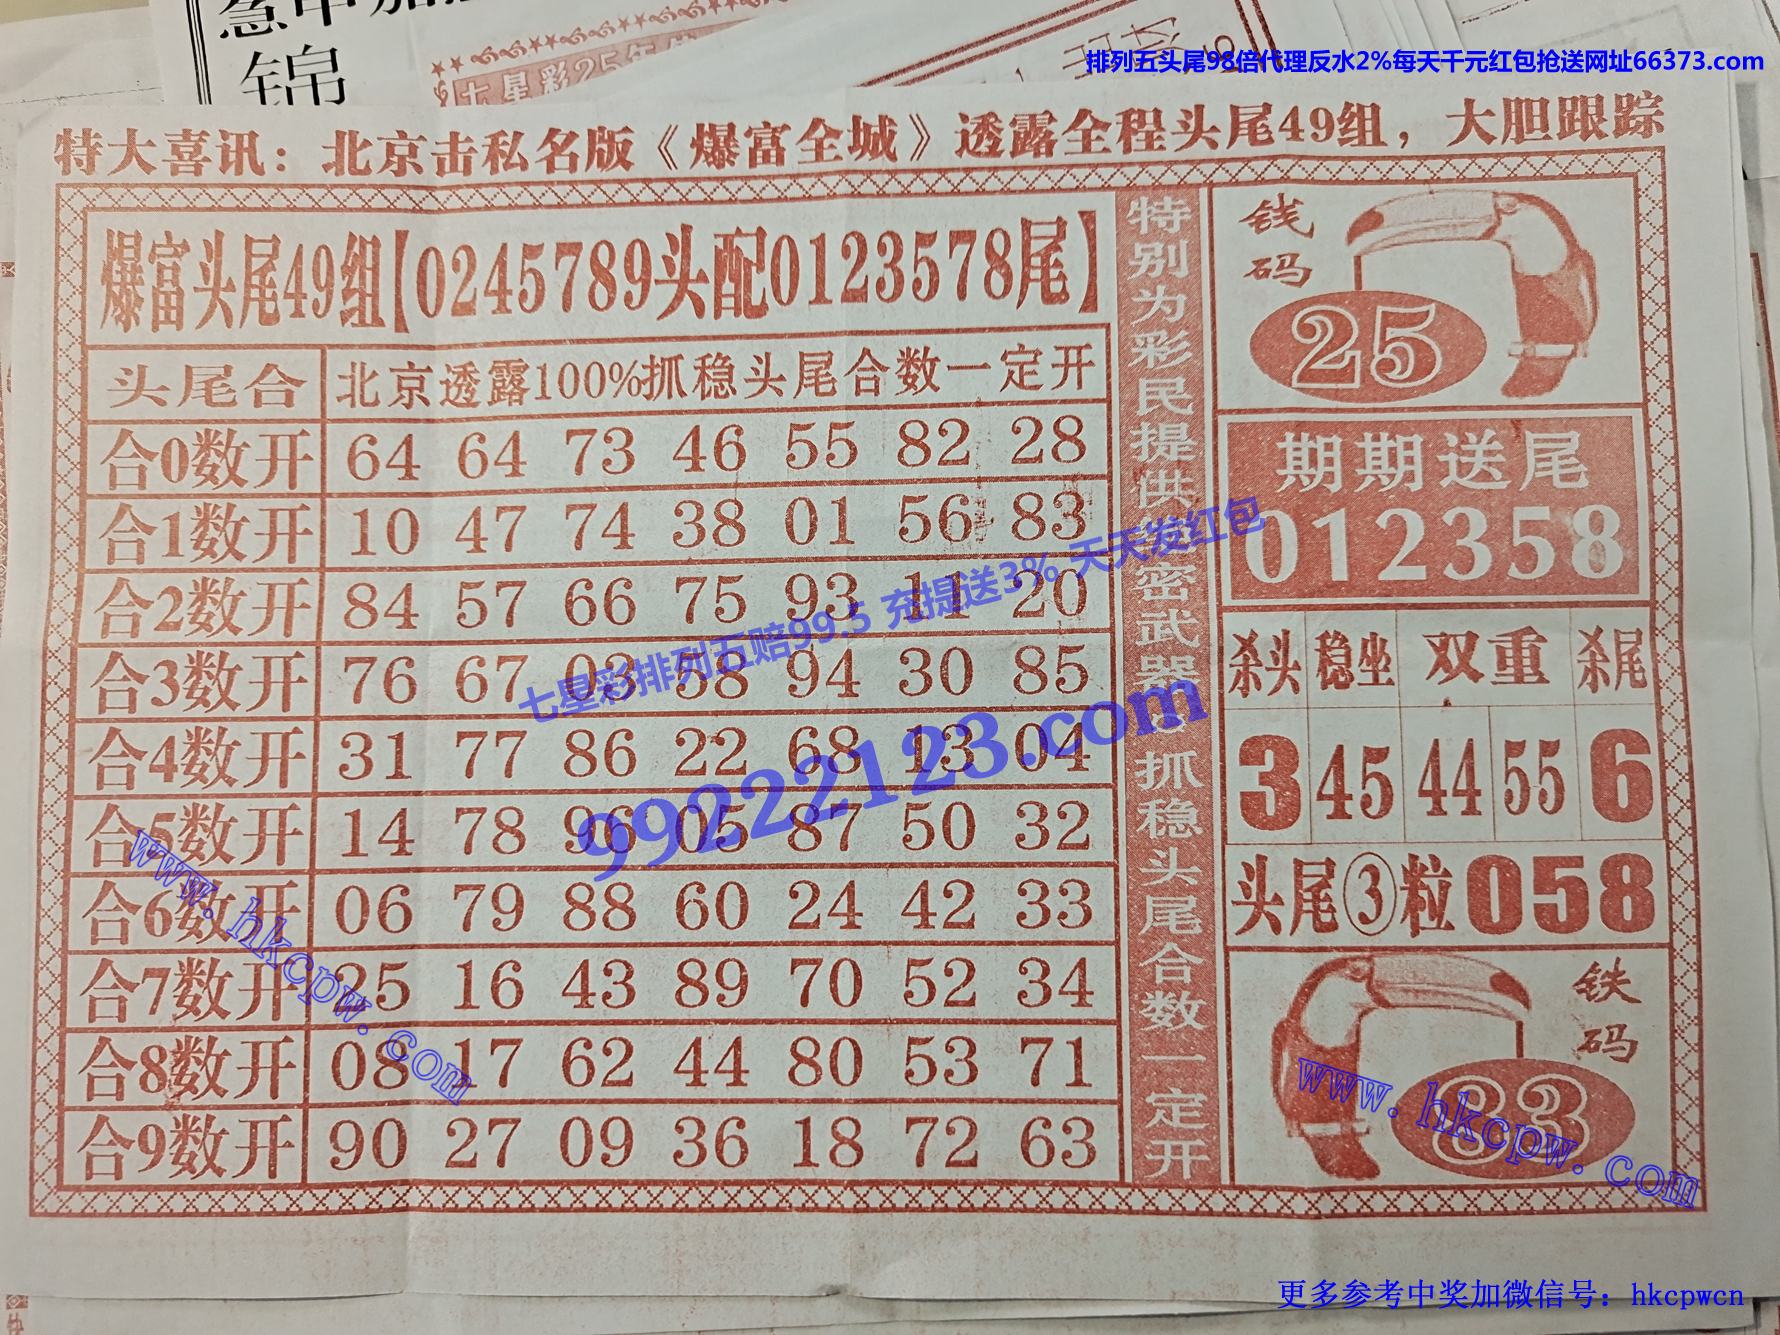 急中加
锦
七星彩25年
排列五头尾98倍代理反水2%每天千元红包抢送网址66373.com
特大喜讯：北京击私名版《爆富全城》透露全程头尾49组，大胆跟踪
爆富头尾49组【0245789头配0123578尾】
头尾合 北京透露100%抓稳头尾合数一定开
合0数开 64 64 73 46 55 82 28
合1数开 10 47 74 38 01 56 83
合2数开 84 57 66 75 93 11 20
合3数开 76 67 03 58 94 30 85
合4数开 31 77 86 22 68 13 04
合5数开 14 78 96 05 87 50 32
合6数开 06 79 88 60 24 42 33
合7数开 25 16 43 89 70 52 34
合8数开 08 17 62 44 80 53 71
合9数开 90 27 09 36 18 72 63
特别为彩民提供密武器。抓稳头尾合数一定开
钱码
25
期期送尾
012358
杀头 稳坐 双重 杀尾
3 45 44 55 6
头尾③粒058
铁码
83
七星彩排列五赔99.5 充提送3% 天天发红包
99222123.com
www.hkcpw.com
www.hkcpw.com
更多参考中奖加微信号：hkcpwcn